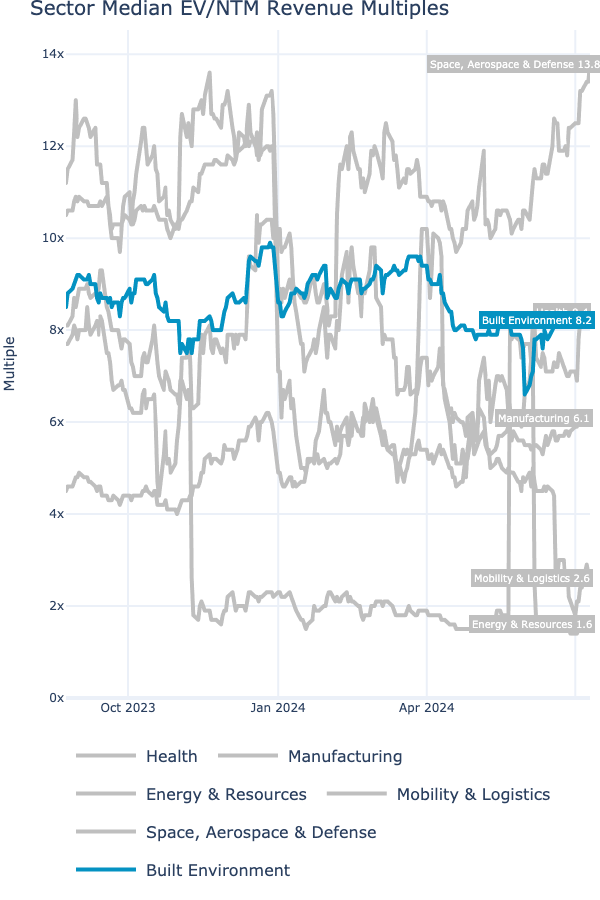 Sector Median EV/NTM Revenue Multiples
14x
Space, Aerospace & Defense 13.8
12x
10x
8x
Built Environment 8.2
Multiple
6x
Manufacturing 6.1
4x
Mobility & Logistics 2.6
2x
Energy & Resources 1.6
0x
Oct 2023
Jan 2024
Apr 2024
Health
Manufacturing
Energy & Resources
Mobility & Logistics
Space, Aerospace & Defense
Built Environment